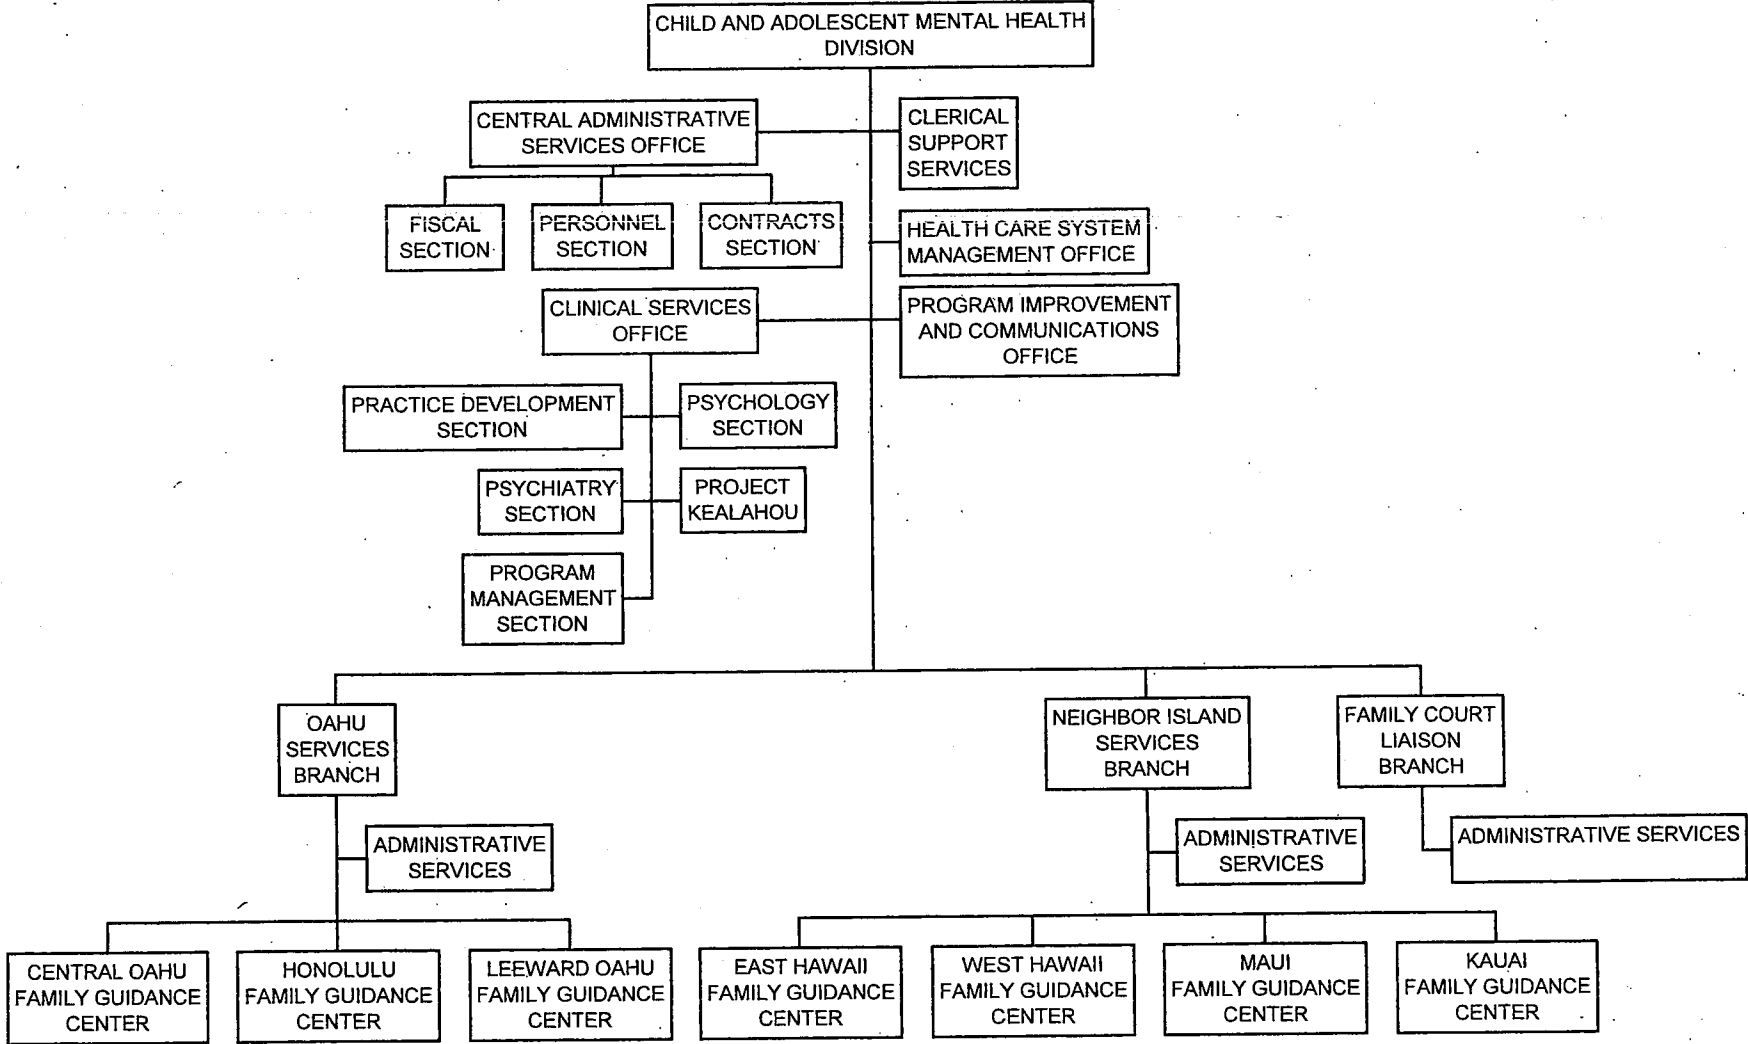 CHILD AND ADOLESCENT MENTAL HEALTH
DIVISION
CENTRAL ADMINISTRATIVE
SERVICES OFFICE
CLERICAL
SUPPORT
SERVICES
FISCAL
SECTION
PERSONNEL
SECTION
CONTRACTS
SECTION
HEALTH CARE SYSTEM
MANAGEMENT OFFICE
CLINICAL SERVICES
OFFICE
PROGRAM IMPROVEMENT
AND COMMUNICATIONS
OFFICE
PRACTICE DEVELOPMENT
SECTION
PSYCHOLOGY
SECTION
PSYCHIATRY
SECTION
PROJECT
KEALAHOU
PROGRAM
MANAGEMENT
SECTION
OAHU
SERVICES
BRANCH
NEIGHBOR ISLAND
SERVICES
BRANCH
FAMILY COURT
LIAISON
BRANCH
ADMINISTRATIVE
SERVICES
ADMINISTRATIVE
SERVICES
ADMINISTRATIVE SERVICES
CENTRAL OAHU
FAMILY GUIDANCE
CENTER
HONOLULU
FAMILY GUIDANCE
CENTER
LEEWARD OAHU
FAMILY GUIDANCE
CENTER
EAST HAWAII
FAMILY GUIDANCE
CENTER
WEST HAWAII
FAMILY GUIDANCE
CENTER
MAUI
FAMILY GUIDANCE
CENTER
KAUAI
FAMILY GUIDANCE
CENTER